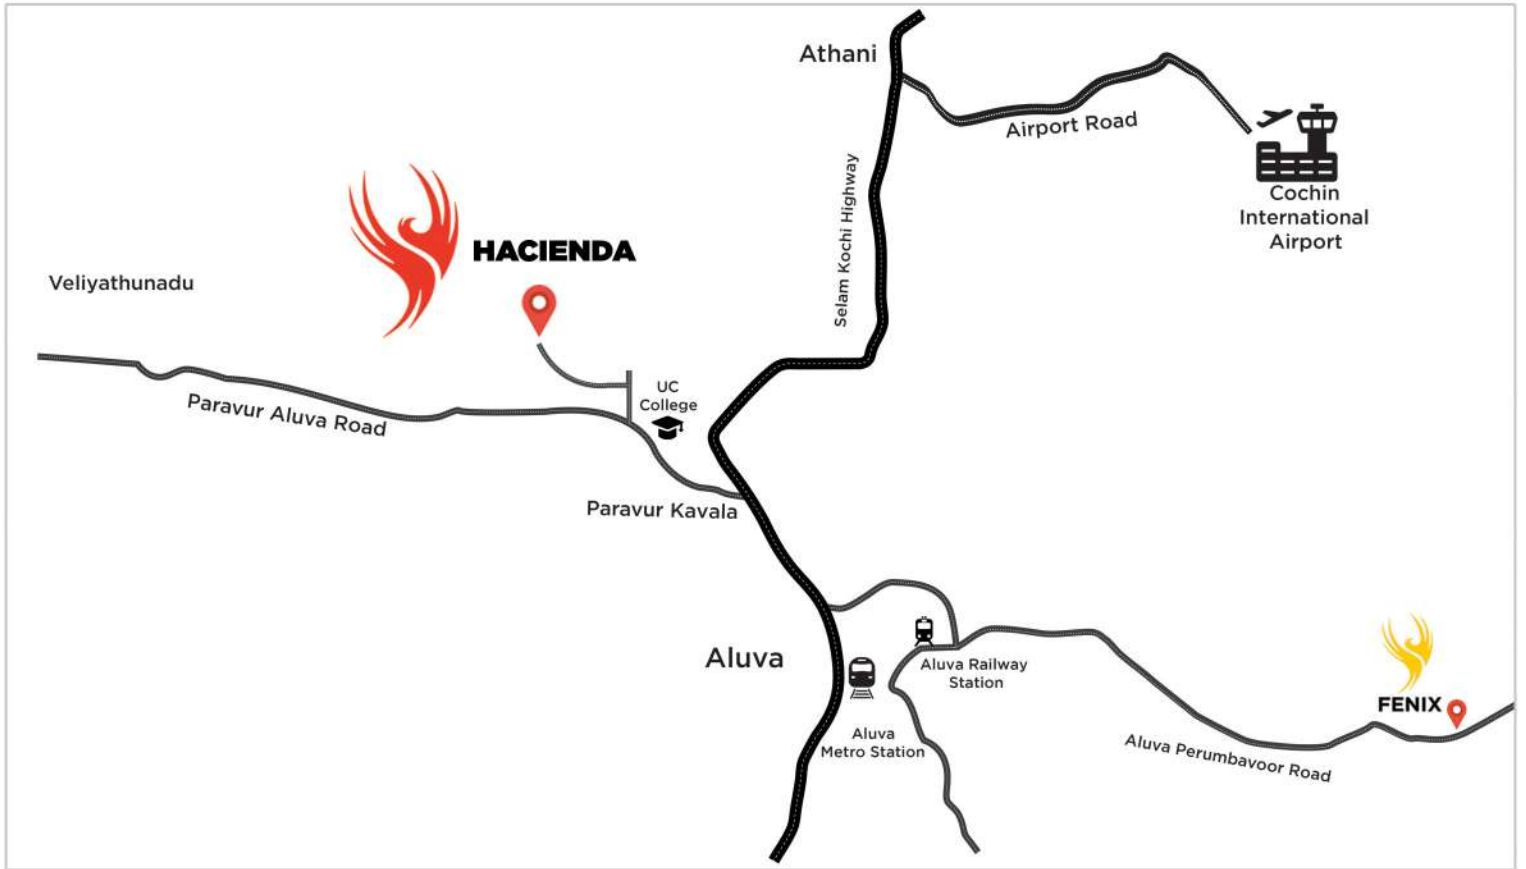 Athani
Airport Road
Cochin
International
Airport
Selam Kochi Highway
HACIENDA
Veliyathunadu
UC
College
Paravur Aluva Road
Paravur Kavala
Aluva
Aluva Railway
Station
Aluva
Metro Station
FENIX
Aluva Perumbavoor Road